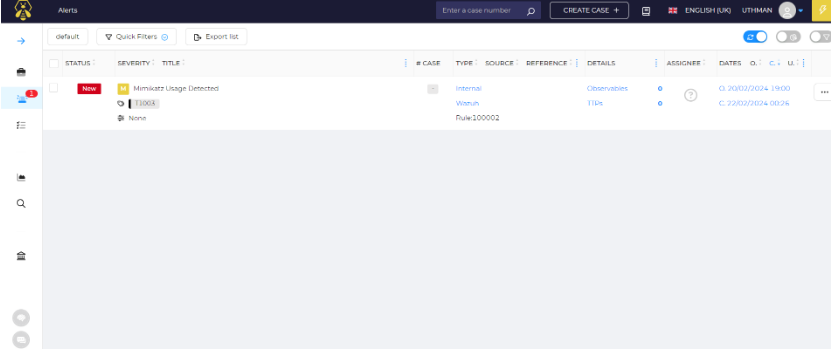 Alerts
Enter a case number
CREATE CASE +
ENGLISH (UK)
UTHMAN
default
Quick Filters
Export list
STATUS
SEVERITY
TITLE
# CASE
TYPE
SOURCE
REFERENCE
DETAILS
ASSIGNEE
DATES
O.
C.
U.
1
New
M
Mimikatz Usage Detected
-
Internal
Observables
0
?
O. 20/02/2024 19:00
...
T1003
Wazuh
TTPs
0
C. 22/02/2024 00:26
None
Rule:100002